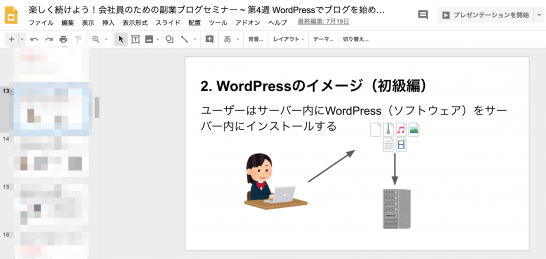 楽しく続けよう！会社員のための副業ブログセミナー ~ 第4週 WordPressでブログを始め...
ファイル 編集 表示 挿入 表示形式 スライド 配置 ツール アドオン ヘルプ 最終編集: 7月19日
プレゼンテーションを開始
背景... レイアウト テーマ... 切り替え...
13
14
15
16
2. WordPressのイメージ（初級編）
ユーザーはサーバー内にWordPress（ソフトウェア）をサー
バー内にインストールする